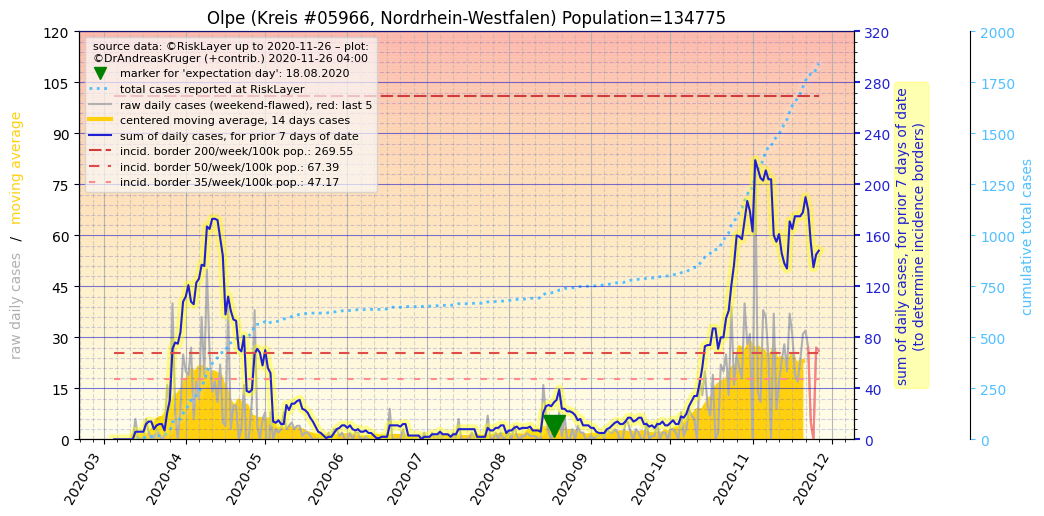 Olpe (Kreis #05966, Nordrhein-Westfalen) Population=134775
source data: ©RiskLayer up to 2020-11-26 – plot:
©DrAndreasKruger (+contrib.) 2020-11-26 04:00
marker for 'expectation day': 18.08.2020
total cases reported at RiskLayer
raw daily cases (weekend-flawed), red: last 5
centered moving average, 14 days cases
sum of daily cases, for prior 7 days of date
incid. border 200/week/100k pop.: 269.55
incid. border 50/week/100k pop.: 67.39
incid. border 35/week/100k pop.: 47.17
raw daily cases / moving average
120
105
90
75
60
45
30
15
0
320
280
240
200
160
120
80
40
0
sum of daily cases, for prior 7 days of date
(to determine incidence borders)
2000
1750
1500
1250
1000
750
500
250
0
cumulative total cases
2020-03
2020-04
2020-05
2020-06
2020-07
2020-08
2020-09
2020-10
2020-11
2020-12